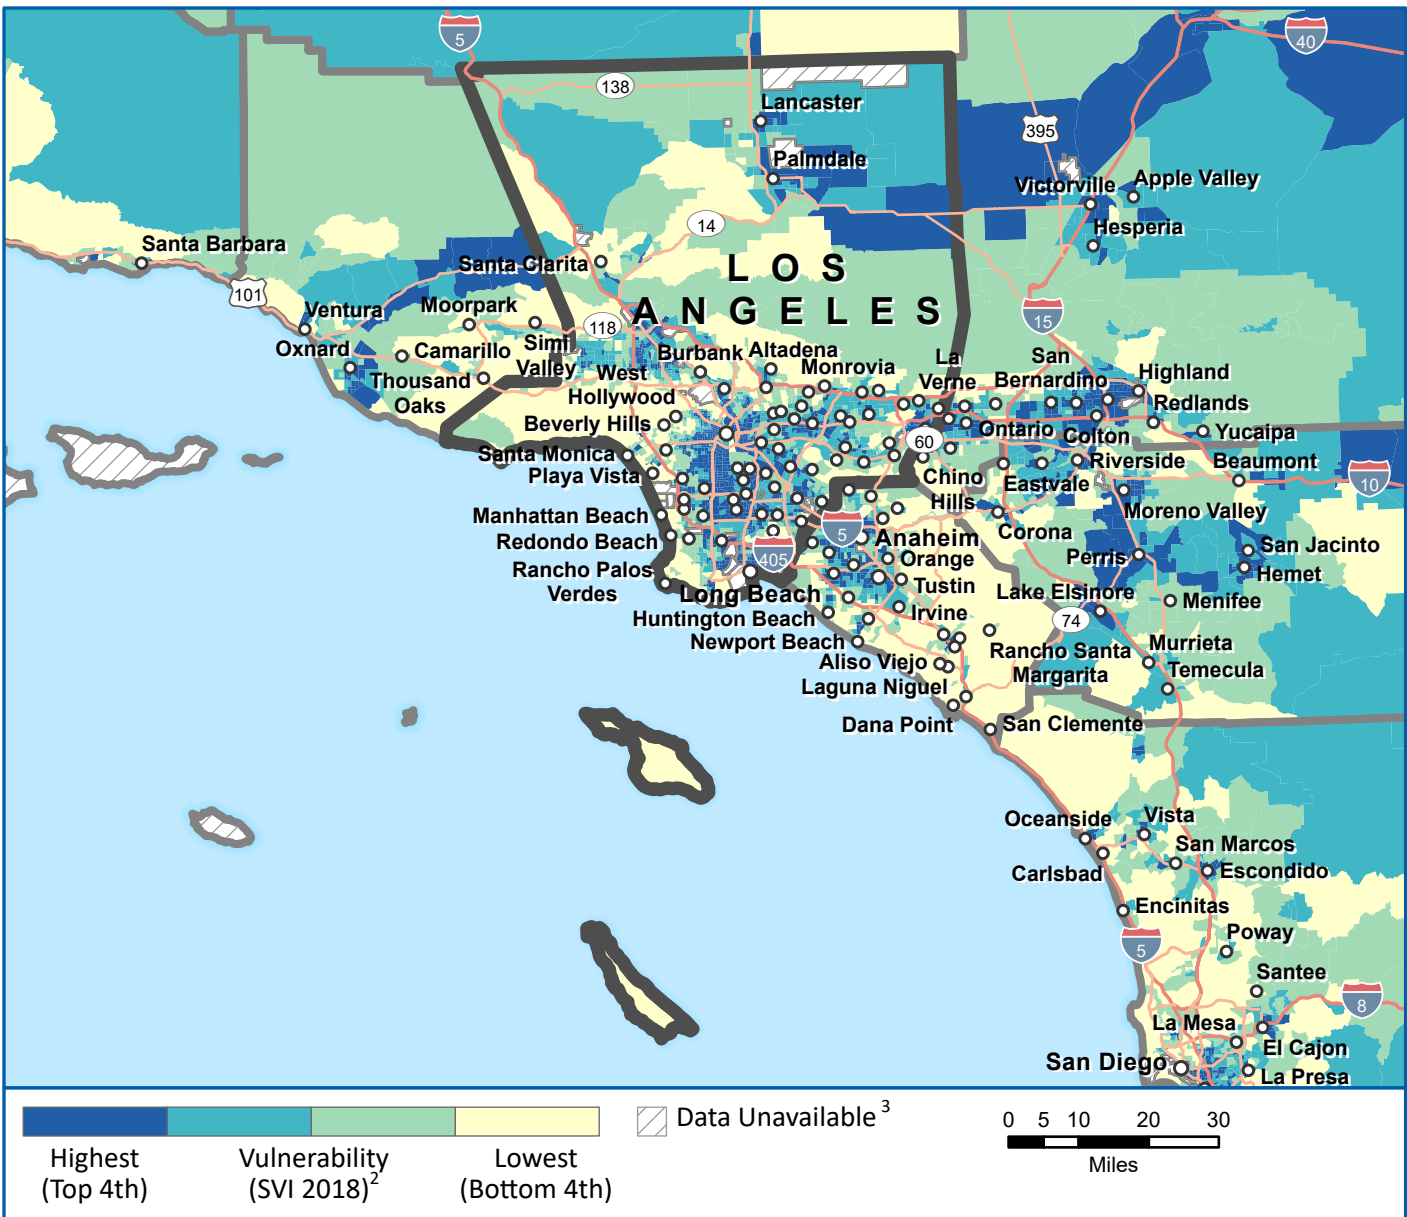 5
40
138
Lancaster
395
Palmdale
Victorville
Apple Valley
14
Hesperia
Santa Barbara
Santa Clarita
LOS
ANGELES
101
Ventura
Moorpark
118
15
Oxnard
Camarillo
Simi
Valley
Burbank
Altadena
La
Verne
San
Bernardino
Thousand
Oaks
West
Hollywood
Monrovia
Highland
Redlands
Beverly Hills
60
Ontario
Colton
Yucaipa
Santa Monica
Playa Vista
Chino
Hills
Eastvale
Riverside
Beaumont
10
Manhattan Beach
Moreno Valley
Redondo Beach
5
Anaheim
Corona
405
Orange
Perris
San Jacinto
Rancho Palos
Verdes
Tustin
Hemet
Long Beach
Lake Elsinore
Menifee
Huntington Beach
Irvine
74
Newport Beach
Aliso Viejo
Rancho Santa
Margarita
Murrieta
Temecula
Laguna Niguel
Dana Point
San Clemente
Oceanside
Vista
San Marcos
Carlsbad
Escondido
Encinitas
5
Poway
Santee
8
La Mesa
El Cajon
San Diego
La Presa
Highest
(Top 4th)
Vulnerability
(SVI 2018)2
Lowest
(Bottom 4th)
Data Unavailable 3
0 5 10 20 30
Miles